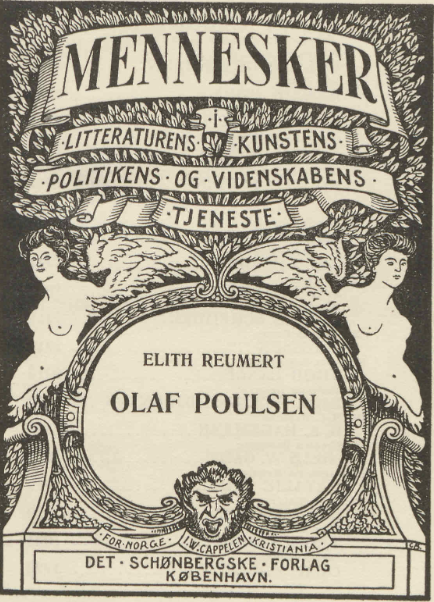 MENNESKER
·I·
·LITTERATURENS· KUNSTENS·
·POLITIKENS·OG·VIDENSKABENS·
·TJENESTE·
ELITH REUMERT
OLAF POULSEN
·FOR·NORGE· I.W.CAPPELEN KRISTIANIA·
DET·SCHØNBERGSKE·FORLAG
KØBENHAVN.